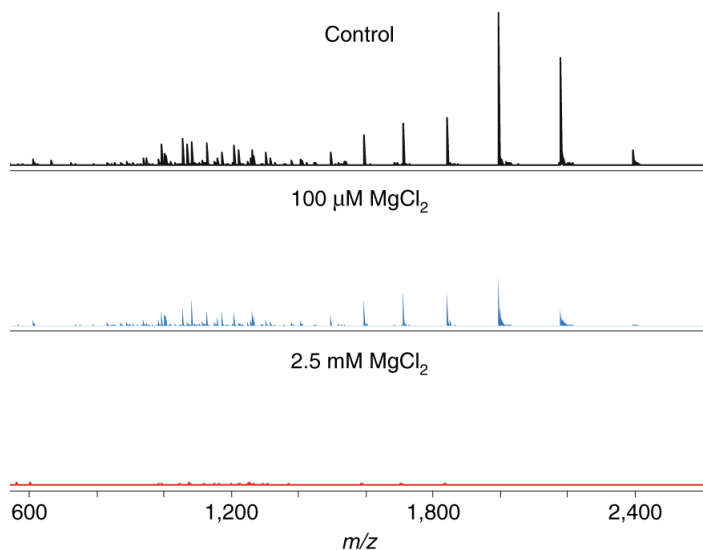 Control
100 μM MgCl₂
2.5 mM MgCl₂
600 1,200 1,800 2,400
m/z